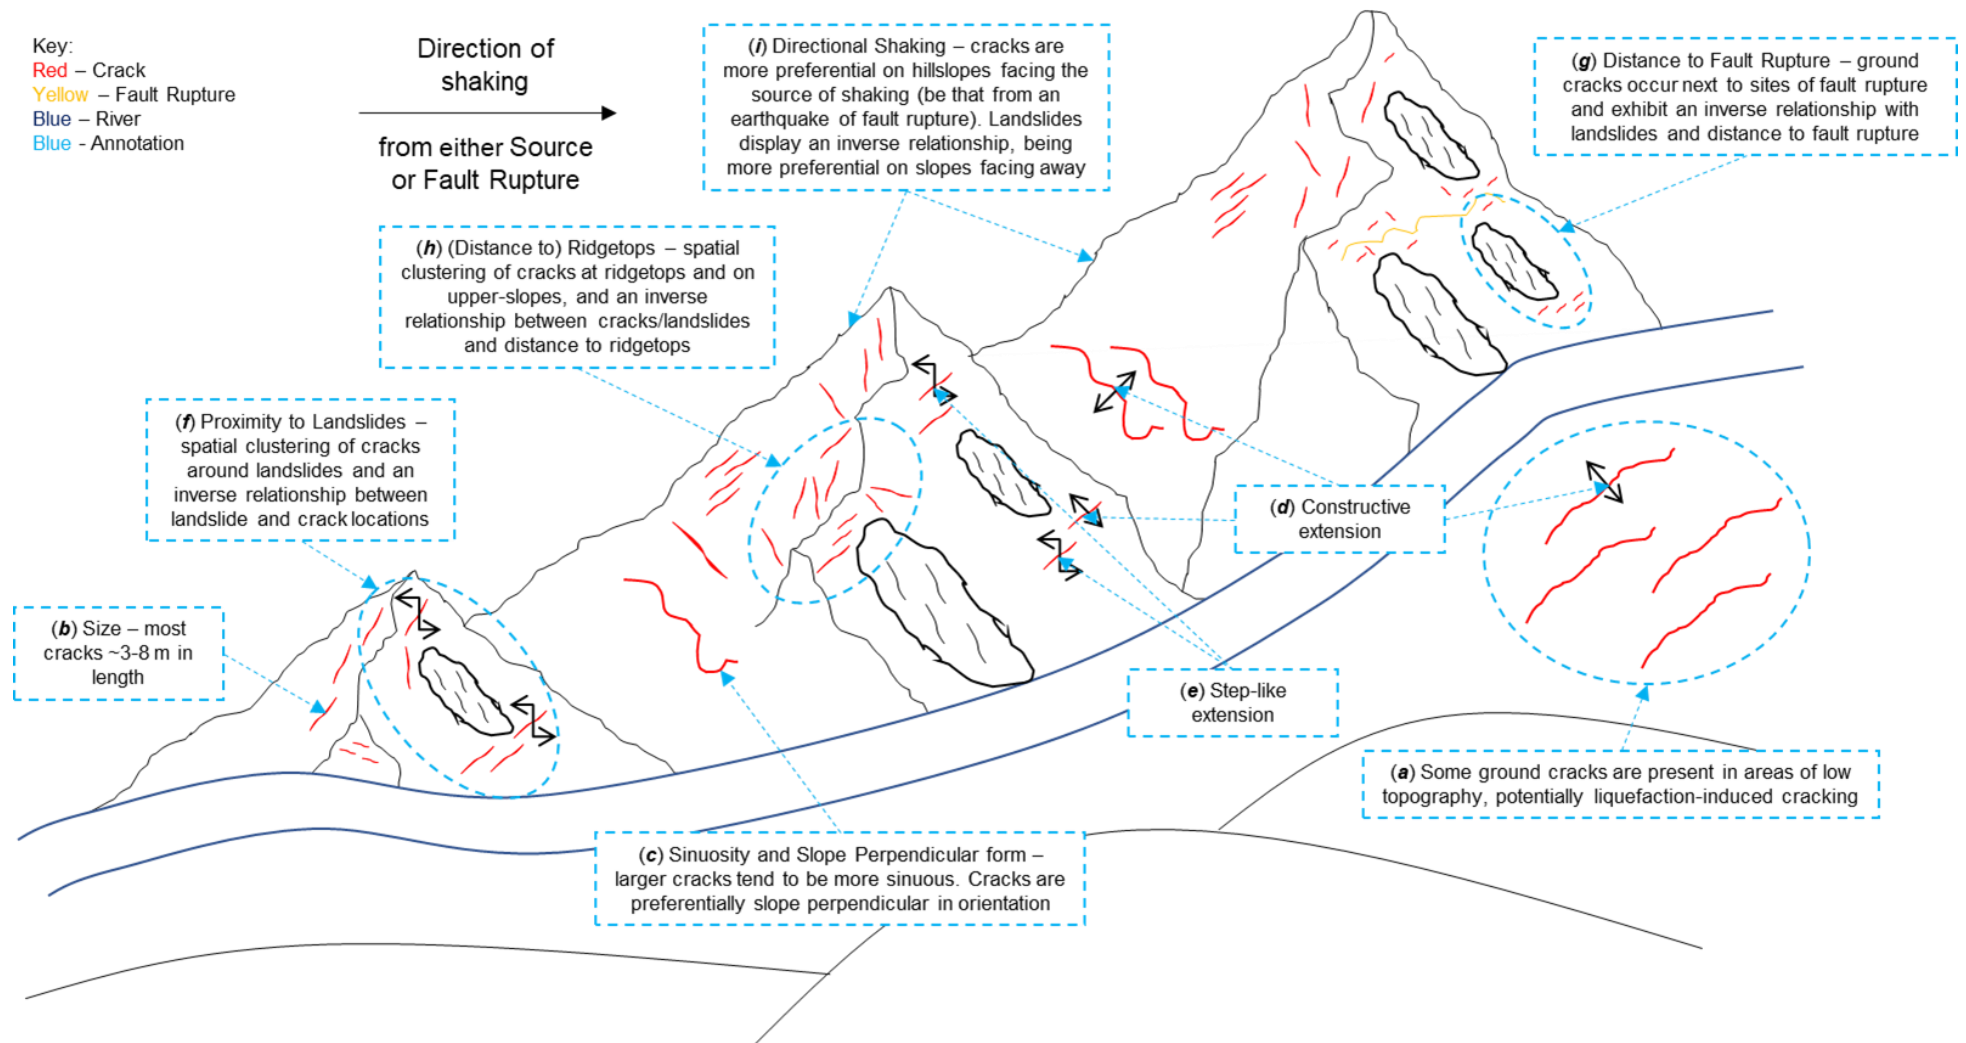 Key:
Red – Crack
Yellow – Fault Rupture
Blue – River
Blue - Annotation
Direction of
shaking
from either Source
or Fault Rupture
(i) Directional Shaking – cracks are
more preferential on hillslopes facing the
source of shaking (be that from an
earthquake of fault rupture). Landslides
display an inverse relationship, being
more preferential on slopes facing away
(g) Distance to Fault Rupture – ground
cracks occur next to sites of fault rupture
and exhibit an inverse relationship with
landslides and distance to fault rupture
(h) (Distance to) Ridgetops – spatial
clustering of cracks at ridgetops and on
upper-slopes, and an inverse
relationship between cracks/landslides
and distance to ridgetops
(f) Proximity to Landslides –
spatial clustering of cracks
around landslides and an
inverse relationship between
landslide and crack locations
(d) Constructive
extension
(b) Size – most
cracks ~3-8 m in
length
(e) Step-like
extension
(a) Some ground cracks are present in areas of low
topography, potentially liquefaction-induced cracking
(c) Sinuosity and Slope Perpendicular form –
larger cracks tend to be more sinuous. Cracks are
preferentially slope perpendicular in orientation